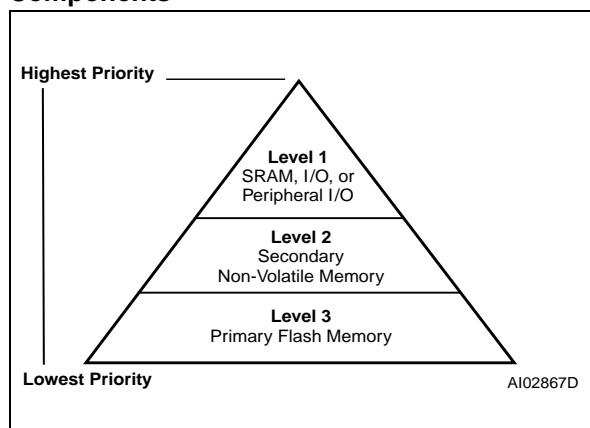 Highest Priority
Level 1
SRAM, I/O, or
Peripheral I/O
Level 2
Secondary
Non-Volatile Memory
Level 3
Primary Flash Memory
Lowest Priority
AI02867D